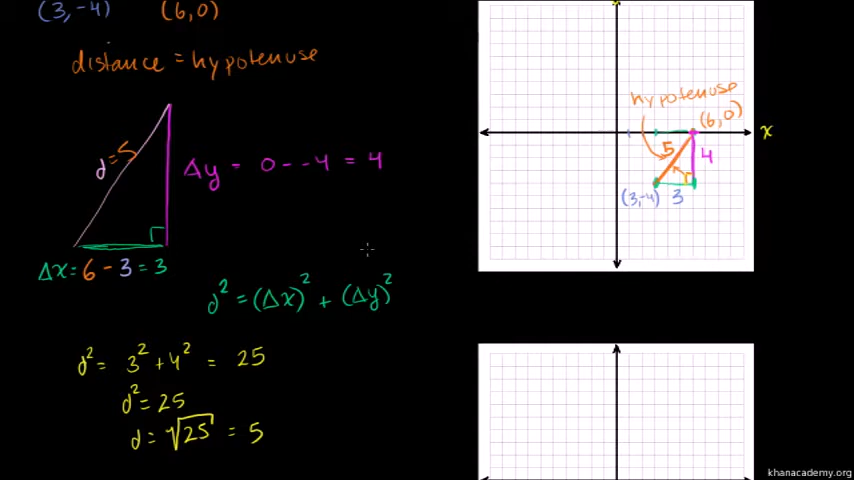 (3,-4) (6,0)
distance = hypotenuse
d=5
Δy = 0 - -4 = 4
Δx = 6 - 3 = 3
d² = (Δx)² + (Δy)²
d² = 3² + 4² = 25
d² = 25
d = √25 = 5
hypotenuse
(6,0)
x
5
4
(3,-4) 3
khanacademy.org